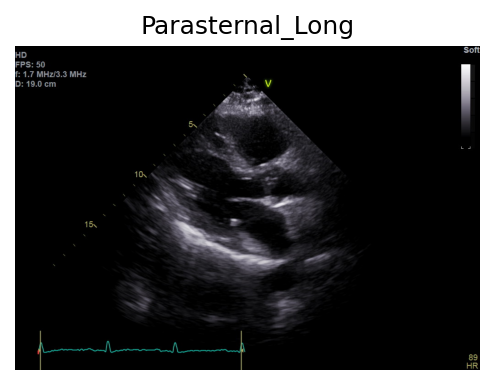 Parasternal_Long
HD
FPS: 50
f: 1.7 MHz/3.3 MHz
D: 19.0 cm
Soft
V
5
10
15
89
HR